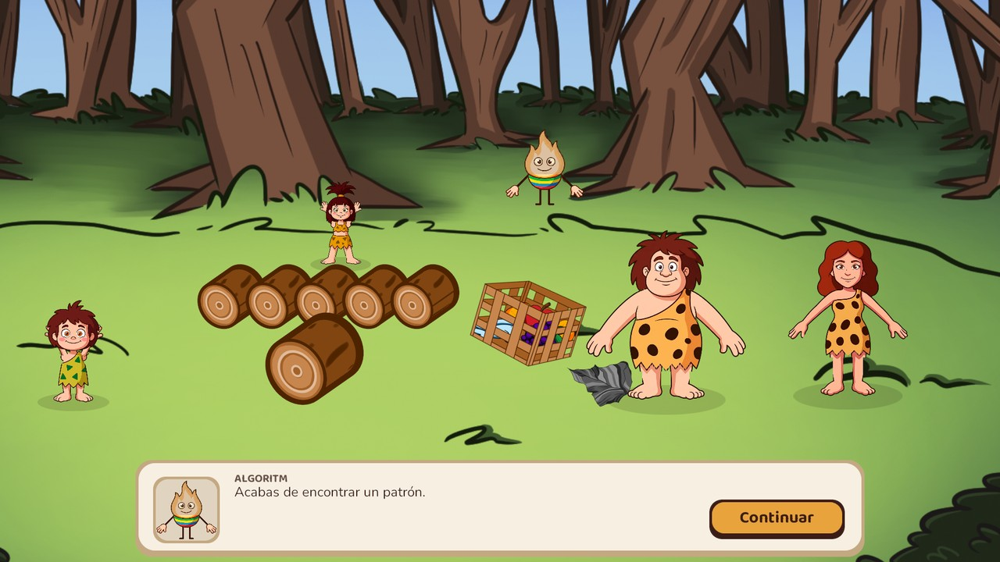 ALGORITM
Acabas de encontrar un patrón.
Continuar